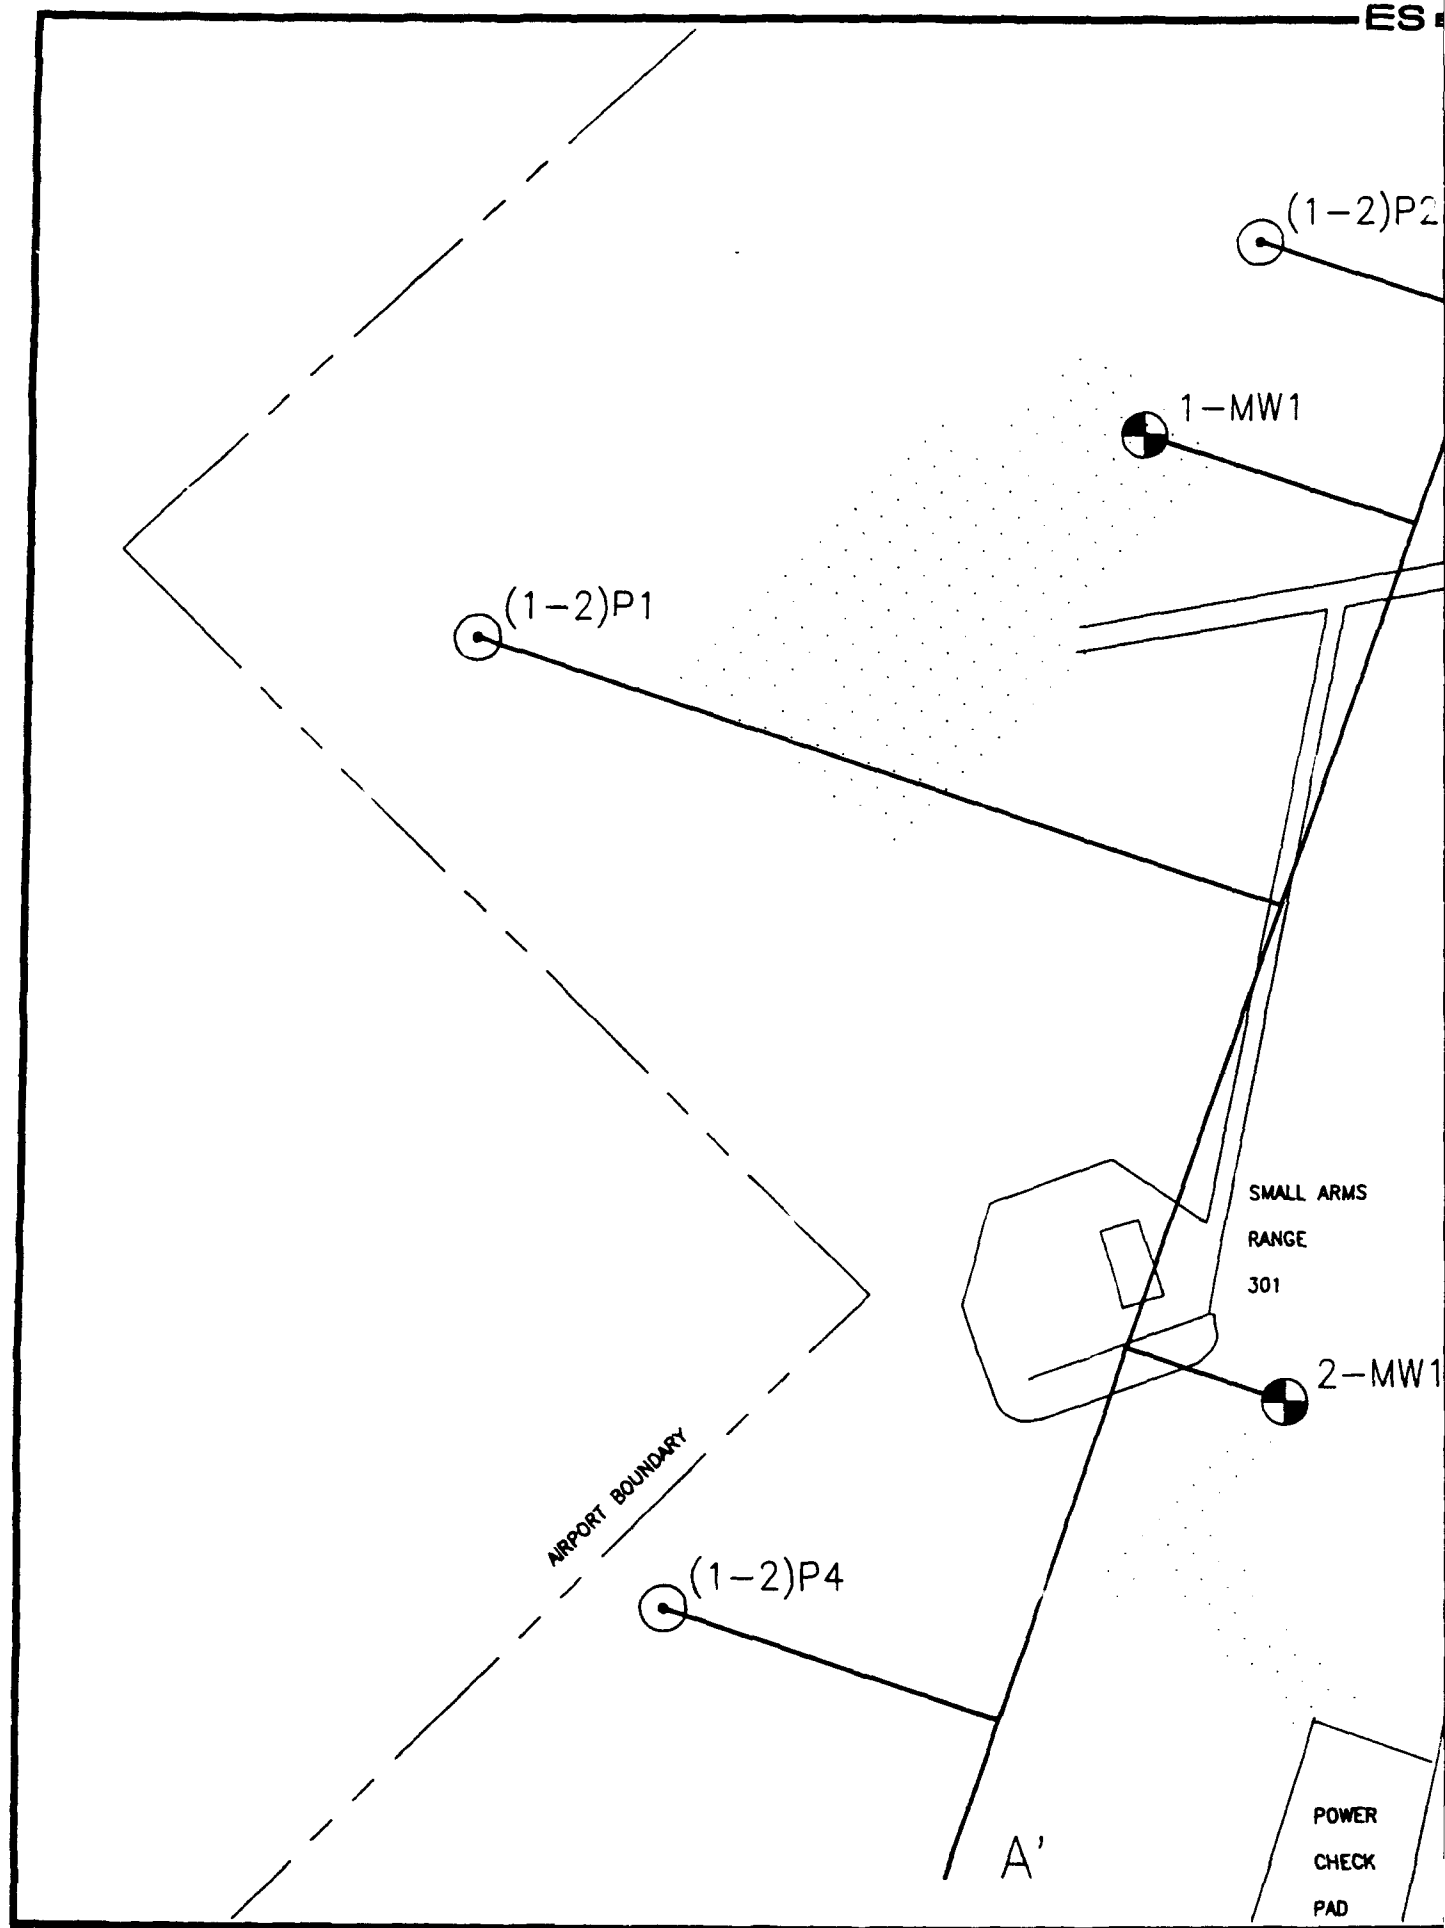 ES
(1-2)P2
1-MW1
(1-2)P1
SMALL ARMS
RANGE
301
2-MW1
AIRPORT BOUNDARY
(1-2)P4
A'
POWER
CHECK
PAD